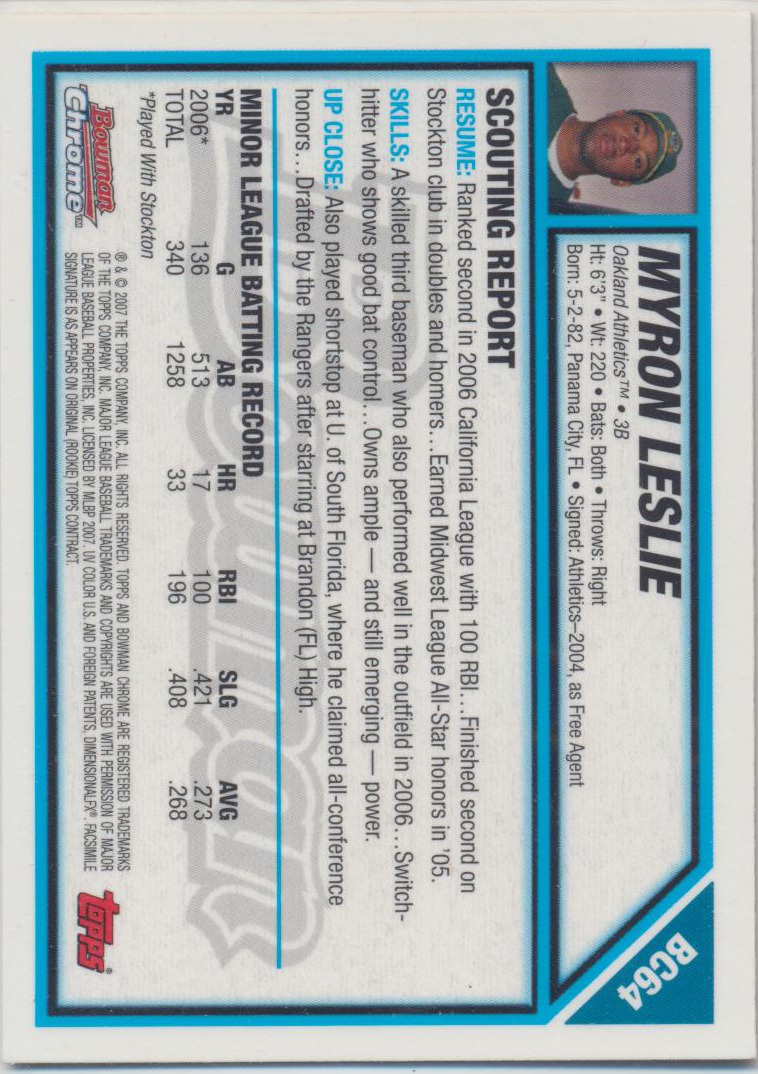 BC64
MYRON LESLIE
Oakland Athletics™ • 3B
Ht: 6'3" • Wt: 220 • Bats: Both • Throws: Right
Born: 5-2-82, Panama City, FL • Signed: Athletics–2004, as Free Agent
SCOUTING REPORT
RESUME: Ranked second in 2006 California League with 100 RBI…Finished second on
Stockton club in doubles and homers…Earned Midwest League All-Star honors in '05.
SKILLS: A skilled third baseman who also performed well in the outfield in 2006…Switch-
hitter who shows good bat control…Owns ample — and still emerging — power.
UP CLOSE: Also played shortstop at U. of South Florida, where he claimed all-conference
honors…Drafted by the Rangers after starring at Brandon (FL) High.
MINOR LEAGUE BATTING RECORD
YR G AB HR RBI SLG AVG
2006* 136 513 17 100 .421 .273
TOTAL 340 1258 33 196 .408 .268
*Played With Stockton
Bowman
Chrome™
® & © 2007 THE TOPPS COMPANY, INC. ALL RIGHTS RESERVED. TOPPS AND BOWMAN CHROME ARE REGISTERED TRADEMARKS
OF THE TOPPS COMPANY, INC. MAJOR LEAGUE BASEBALL TRADEMARKS AND COPYRIGHTS ARE USED WITH PERMISSION OF MAJOR
LEAGUE BASEBALL PROPERTIES, INC. LICENSED BY MLBP 2007. UV COLOR U.S. AND FOREIGN PATENTS, DIMENSIONALFX®. FACSIMILE
SIGNATURE IS AS APPEARS ON ORIGINAL (ROOKIE) TOPPS CONTRACT.
topps®
Bowman